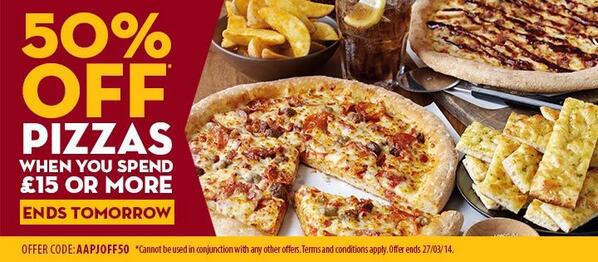 50%
OFF*
PIZZAS
WHEN YOU SPEND
£15 OR MORE
ENDS TOMORROW
OFFER CODE: AAPJOFF50 *Cannot be used in conjunction with any other offers. Terms and conditions apply. Offer ends 27/03/14.